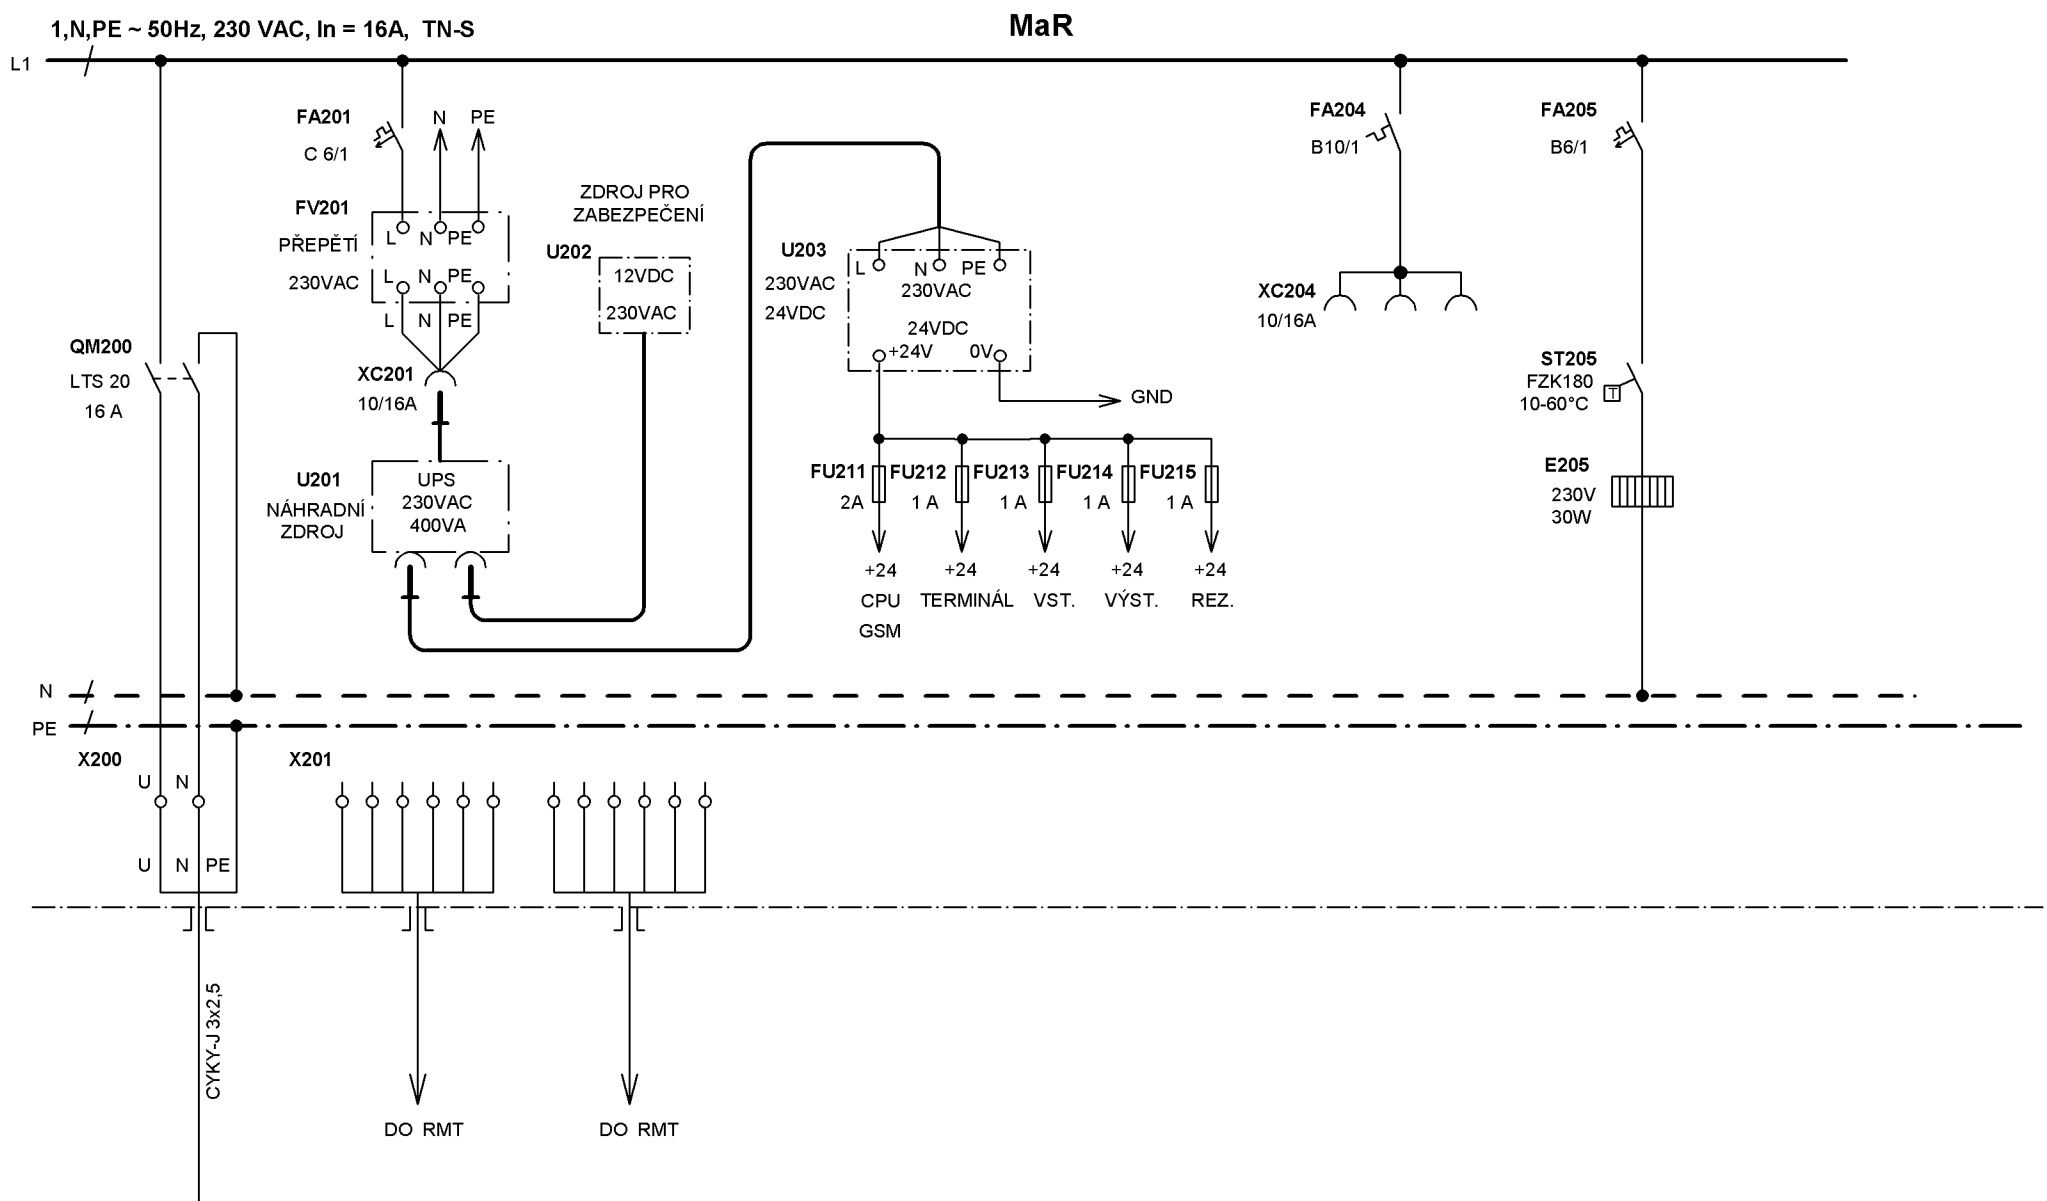 1,N,PE ~ 50Hz, 230 VAC, In = 16A, TN-S
MaR
L1
FA201
C 6/1
N
PE
FV201
PŘEPĚTÍ
230VAC
L
N
PE
L
N
PE
L
N
PE
QM200
LTS 20
16 A
XC201
10/16A
U201
NÁHRADNÍ
ZDROJ
UPS
230VAC
400VA
ZDROJ PRO
ZABEZPEČENÍ
U202
12VDC
230VAC
U203
230VAC
24VDC
L
N
PE
230VAC
24VDC
+24V
0V
GND
FU211
2A
FU212
1 A
FU213
1 A
FU214
1 A
FU215
1 A
+24
CPU
GSM
+24
TERMINÁL
+24
VST.
+24
VÝST.
+24
REZ.
FA204
B10/1
XC204
10/16A
FA205
B6/1
ST205
FZK180
10-60°C
T
E205
230V
30W
N
PE
X200
U
N
X201
U
N
PE
CYKY-J 3x2,5
DO RMT
DO RMT